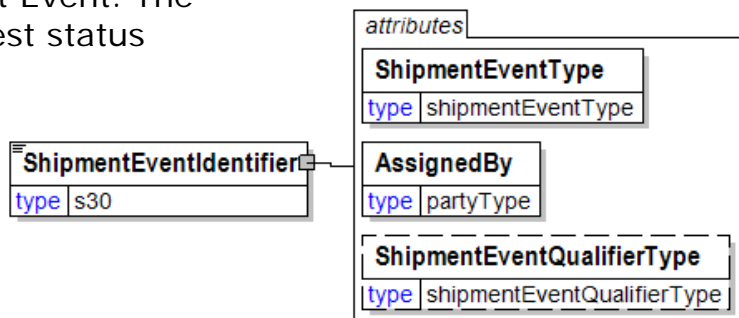 t Event. The
est status
attributes
ShipmentEventType
type shipmentEventType
ShipmentEventIdentifier
type s30
AssignedBy
type partyType
ShipmentEventQualifierType
type shipmentEventQualifierType